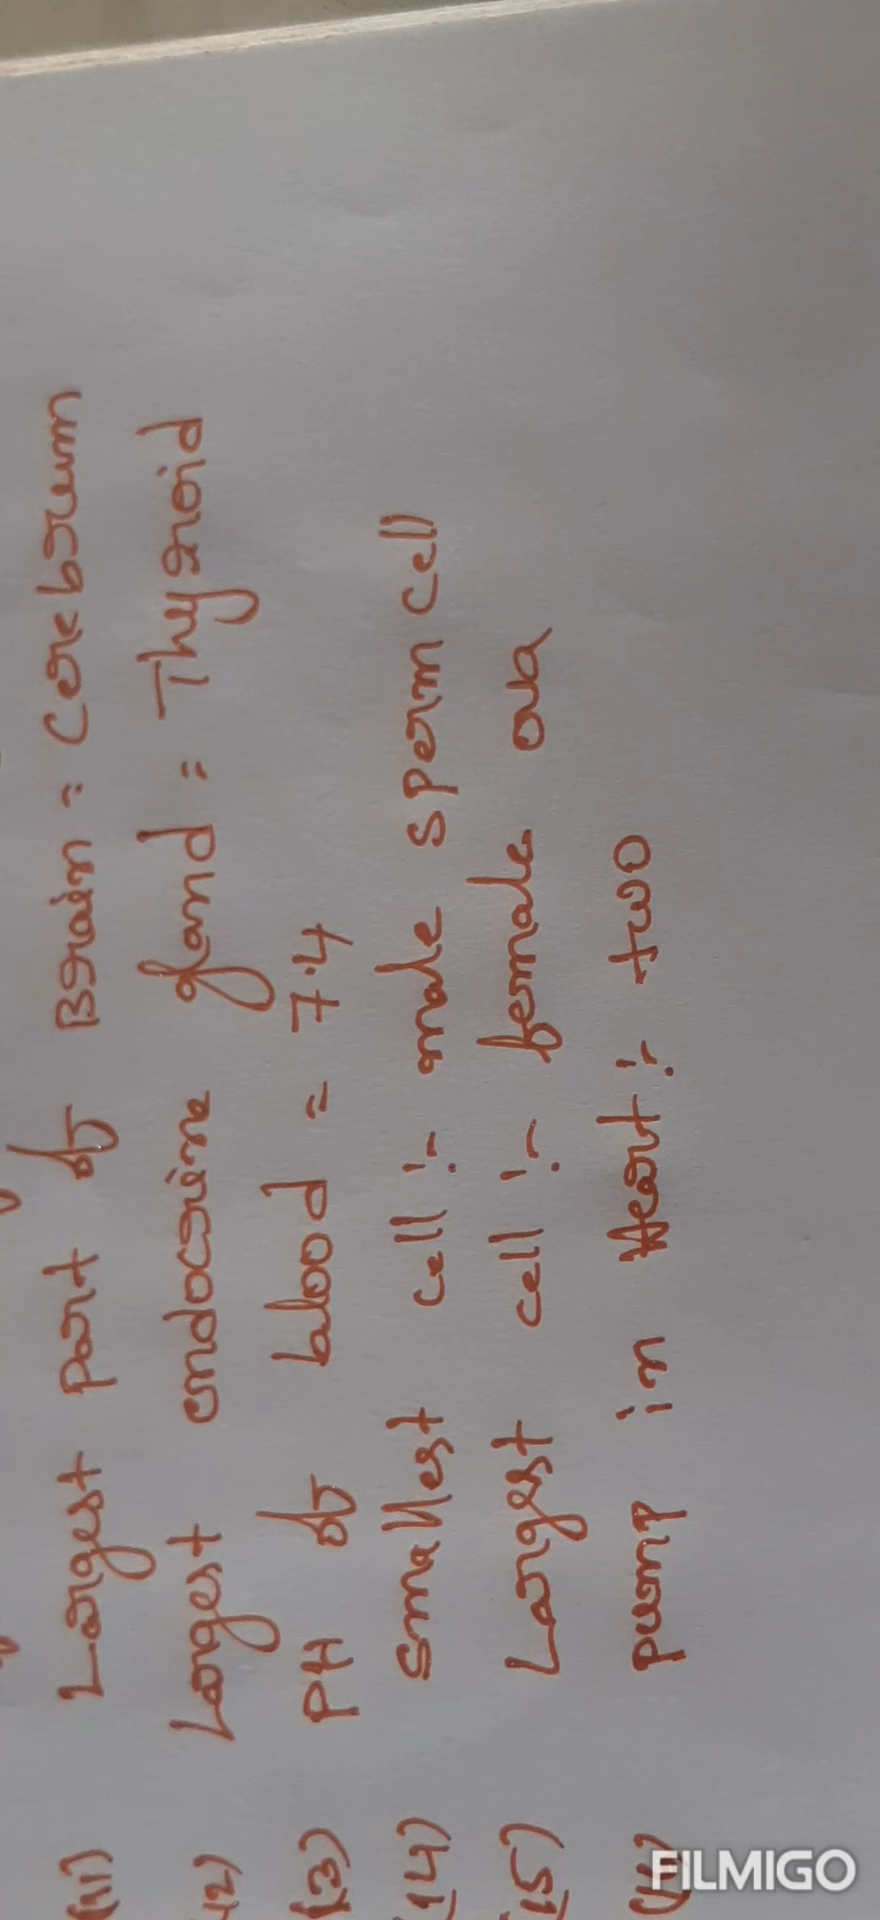 (11) Largest part of Brain = Cerebrum
(12) Largest endocrine gland = Thyroid
(13) PH of blood = 7.4
(14) Smallest cell :- male sperm cell
(15) Largest cell :- female ova
pump in Heart :- two
FILMIGO